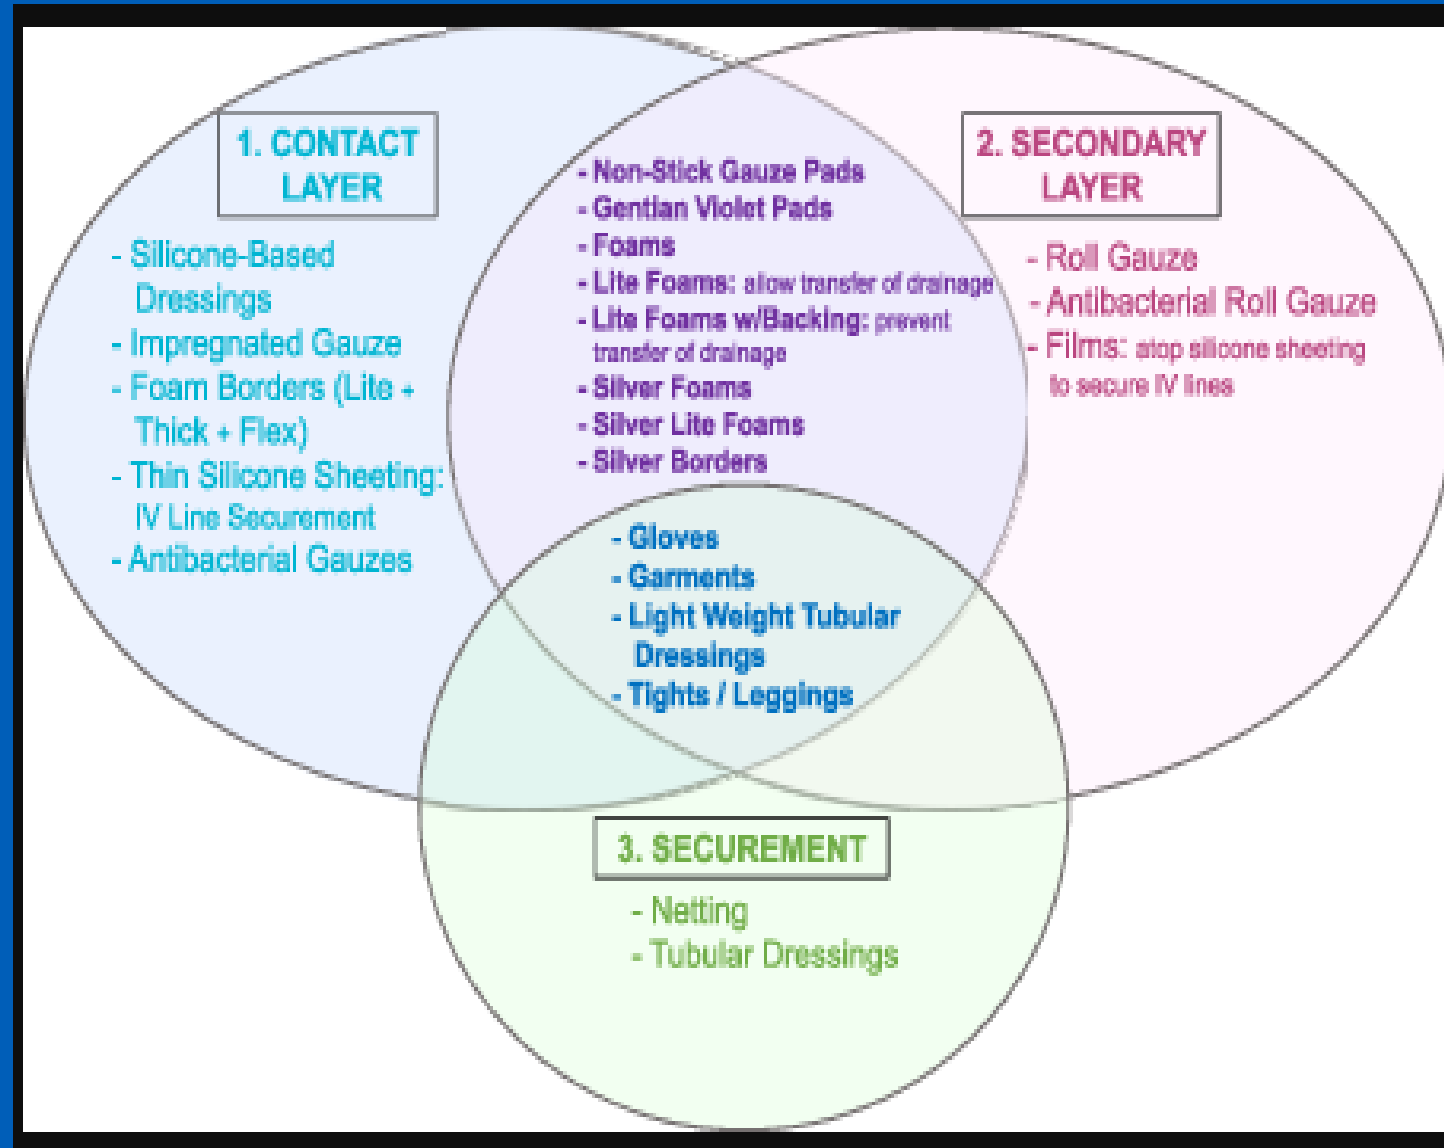 1. CONTACT
LAYER
- Silicone-Based
Dressings
- Impregnated Gauze
- Foam Borders (Lite +
Thick + Flex)
- Thin Silicone Sheeting:
IV Line Securement
- Antibacterial Gauzes
- Non-Stick Gauze Pads
- Gentian Violet Pads
- Foams
- Lite Foams: allow transfer of drainage
- Lite Foams w/Backing: prevent
transfer of drainage
- Silver Foams
- Silver Lite Foams
- Silver Borders
2. SECONDARY
LAYER
- Roll Gauze
- Antibacterial Roll Gauze
- Films: atop silicone sheeting
to secure IV lines
- Gloves
- Garments
- Light Weight Tubular
Dressings
- Tights / Leggings
3. SECUREMENT
- Netting
- Tubular Dressings